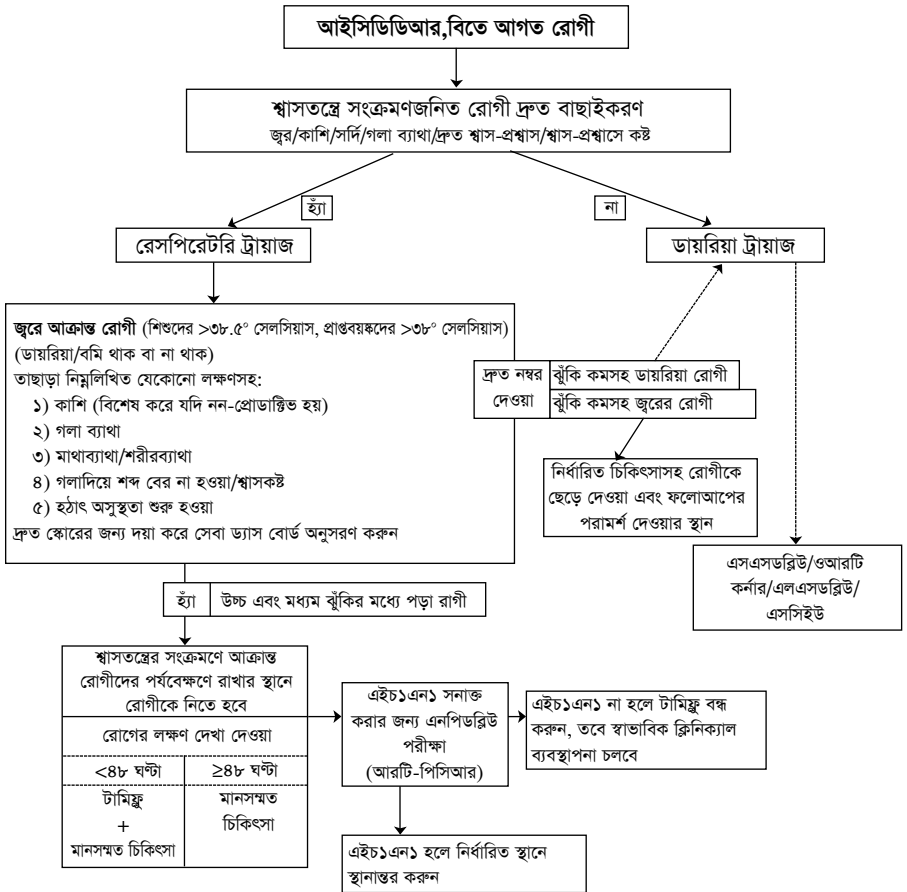 আইসিডিডিআর,বিতে আগত রোগী
শ্বাসতন্ত্রে সংক্রমণজনিত রোগী দ্রুত বাছাইকরণ
জ্বর/কাশি/সর্দি/গলা ব্যাথা/দ্রুত শ্বাস-প্রশ্বাস/শ্বাস-প্রশ্বাসে কষ্ট
হ্যাঁ
না
রেসপিরেটরি ট্রায়াজ
ডায়রিয়া ট্রায়াজ
জ্বরে আক্রান্ত রোগী (শিশুদের >৩৮.৫° সেলসিয়াস, প্রাপ্তবয়ষ্কদের >৩৮° সেলসিয়াস)
(ডায়রিয়া/বমি থাক বা না থাক)
তাছাড়া নিম্নলিখিত যেকোনো লক্ষণসহ:
১) কাশি (বিশেষ করে যদি নন-প্রোডাক্টিভ হয়)
২) গলা ব্যাথা
৩) মাথাব্যাথা/শরীরব্যাথা
৪) গলাদিয়ে শব্দ বের না হওয়া/শ্বাসকষ্ট
৫) হঠাৎ অসুস্থতা শুরু হওয়া
দ্রুত স্কোরের জন্য দয়া করে সেবা ড্যাস বোর্ড অনুসরণ করুন
দ্রুত নম্বর
দেওয়া
ঝুঁকি কমসহ ডায়রিয়া রোগী
ঝুঁকি কমসহ জ্বরের রোগী
নির্ধারিত চিকিৎসাসহ রোগীকে
ছেড়ে দেওয়া এবং ফলোআপের
পরামর্শ দেওয়ার স্থান
এসএসডব্লিউ/ওআরটি
কর্নার/এলএসডব্লিউ/
এসসিইউ
হ্যাঁ
উচ্চ এবং মধ্যম ঝুঁকির মধ্যে পড়া রাগী
শ্বাসতন্ত্রের সংক্রমণে আক্রান্ত
রোগীদের পর্যবেক্ষণে রাখার স্থানে
রোগীকে নিতে হবে
রোগের লক্ষণ দেখা দেওয়া
<৪৮ ঘণ্টা
≥৪৮ ঘণ্টা
টামিফ্লু
+
মানসম্মত চিকিৎসা
মানসম্মত
চিকিৎসা
এইচ১এন১ সনাক্ত
করার জন্য এনপিডব্লিউ
পরীক্ষা
(আরটি-পিসিআর)
এইচ১এন১ না হলে টামিফ্লু বন্ধ
করুন, তবে স্বাভাবিক ক্লিনিক্যাল
ব্যবস্থাপনা চলবে
এইচ১এন১ হলে নির্ধারিত স্থানে
স্থানান্তর করুন